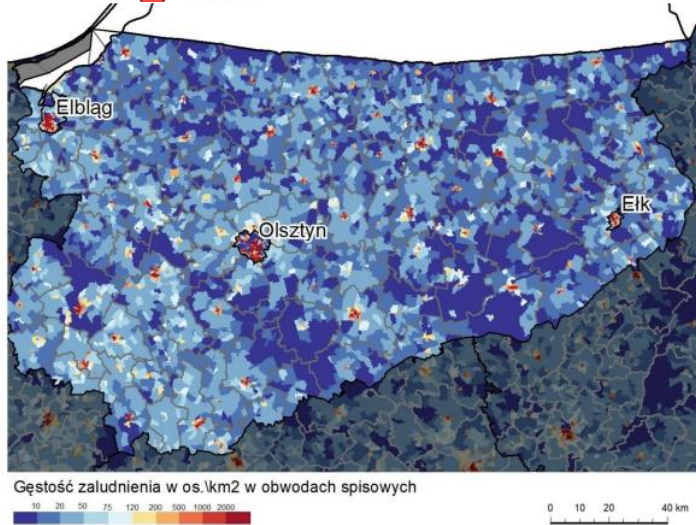 Elbląg
Olsztyn
Ełk
Gęstość zaludnienia w os.\km2 w obwodach spisowych
10 20 50 75 120 200 500 1000 2000
0 10 20 40 km